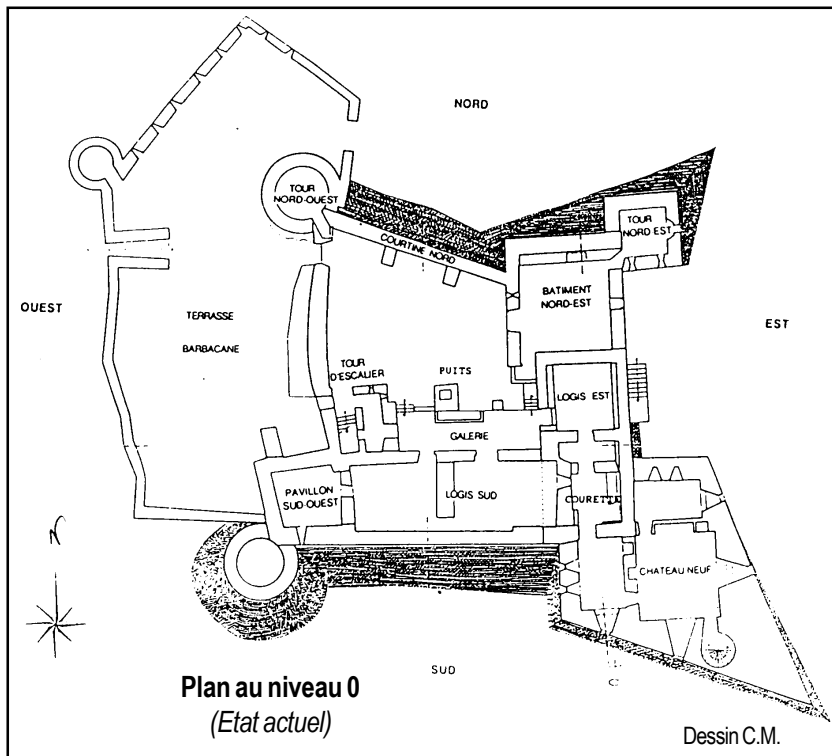 NORD
TOUR
NORD-OUEST
TOUR
NORD EST
COURTINE NORD
BATIMENT
NORD-EST
OUEST
TERRASSE
BARBACANE
EST
TOUR
D'ESCALIER
PUITS
LOGIS EST
GALERIE
PAVILLON
SUD-OUEST
LOGIS SUD
COURETTE
CHATEAU NEUF
N
SUD
Plan au niveau 0
(Etat actuel)
Dessin C.M.